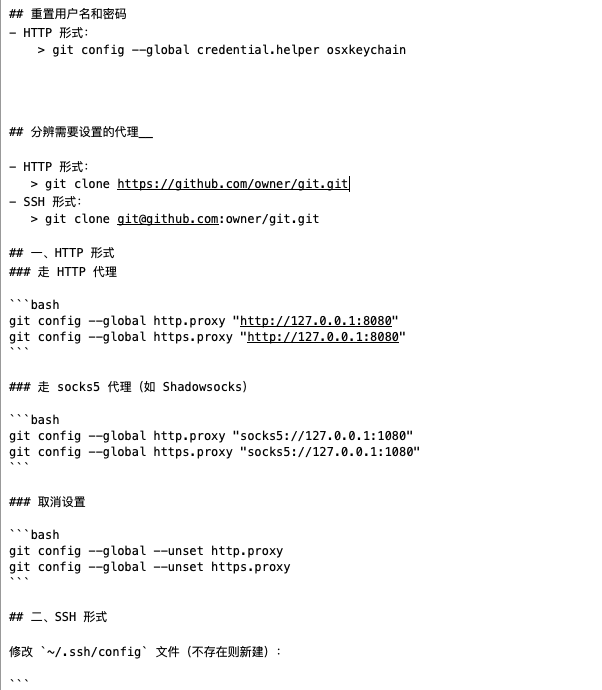 ## 重置用户名和密码
- HTTP 形式：
> git config --global credential.helper osxkeychain
## 分辨需要设置的代理__
- HTTP 形式：
> git clone https://github.com/owner/git.git
- SSH 形式：
> git clone git@github.com:owner/git.git
## 一、HTTP 形式
### 走 HTTP 代理
```bash
git config --global http.proxy "http://127.0.0.1:8080"
git config --global https.proxy "http://127.0.0.1:8080"
```
### 走 socks5 代理（如 Shadowsocks）
```bash
git config --global http.proxy "socks5://127.0.0.1:1080"
git config --global https.proxy "socks5://127.0.0.1:1080"
```
### 取消设置
```bash
git config --global --unset http.proxy
git config --global --unset https.proxy
```
## 二、SSH 形式
修改 `~/.ssh/config` 文件（不存在则新建）：
```